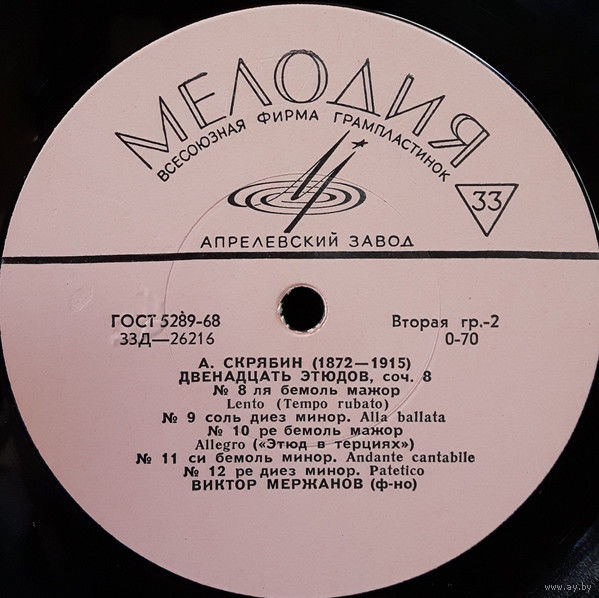 МЕЛОДИЯ
ВСЕСОЮЗНАЯ ФИРМА ГРАМПЛАСТИНОК
33
АПРЕЛЕВСКИЙ ЗАВОД
ГОСТ 5289-68
33Д—26216
Вторая гр.-2
0-70
А. СКРЯБИН (1872—1915)
ДВЕНАДЦАТЬ ЭТЮДОВ, соч. 8
№ 8 ля бемоль мажор
Lento (Tempo rubato)
№ 9 соль диез минор. Alla ballata
№ 10 ре бемоль мажор
Allegro («Этюд в терциях»)
№ 11 си бемоль минор. Andante cantabile
№ 12 ре диез минор. Patetico
ВИКТОР МЕРЖАНОВ (ф-но)
www.ay.by